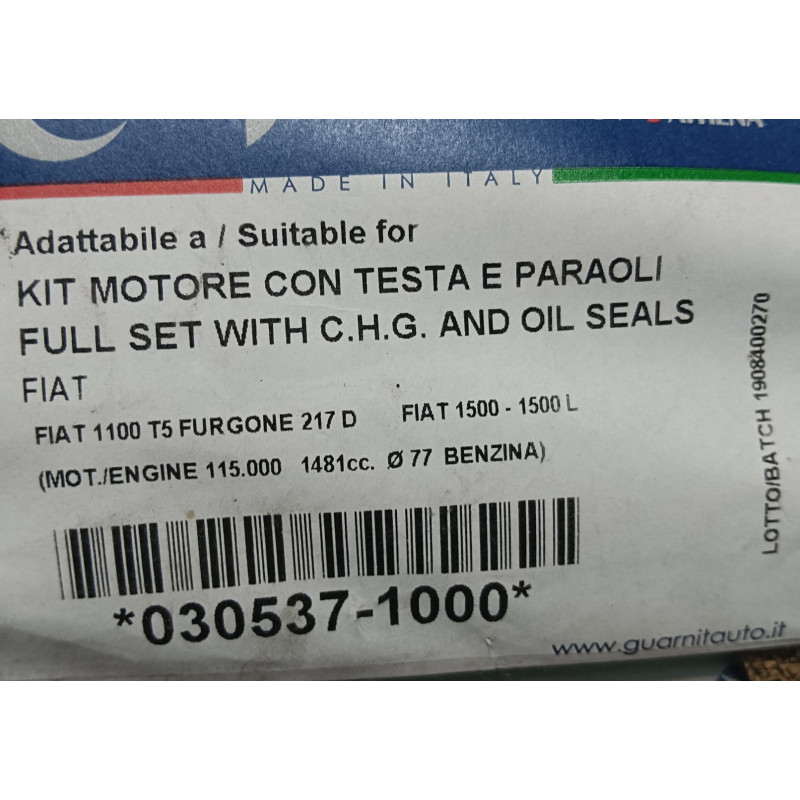 MADE IN ITALY
Adattabile a / Suitable for
KIT MOTORE CON TESTA E PARAOLI/
FULL SET WITH C.H.G. AND OIL SEALS
FIAT
FIAT 1100 T5 FURGONE 217 D FIAT 1500 - 1500 L
(MOT./ENGINE 115.000 1481cc. Ø 77 BENZINA)
*030537-1000*
www.guarnitauto.it
LOTTO/BATCH 1908400270